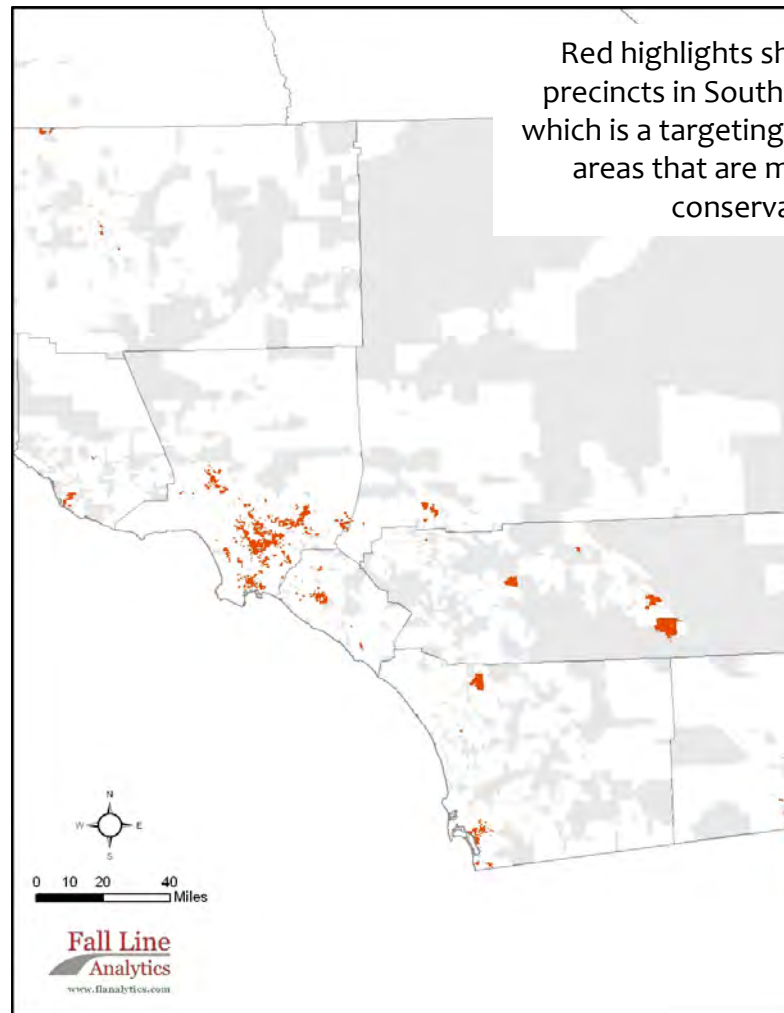 Red highlights sh
precincts in South
which is a targeting
areas that are m
conserva
N
W E
S
0 10 20 40
Miles
Fall Line
Analytics
www.flanalytics.com